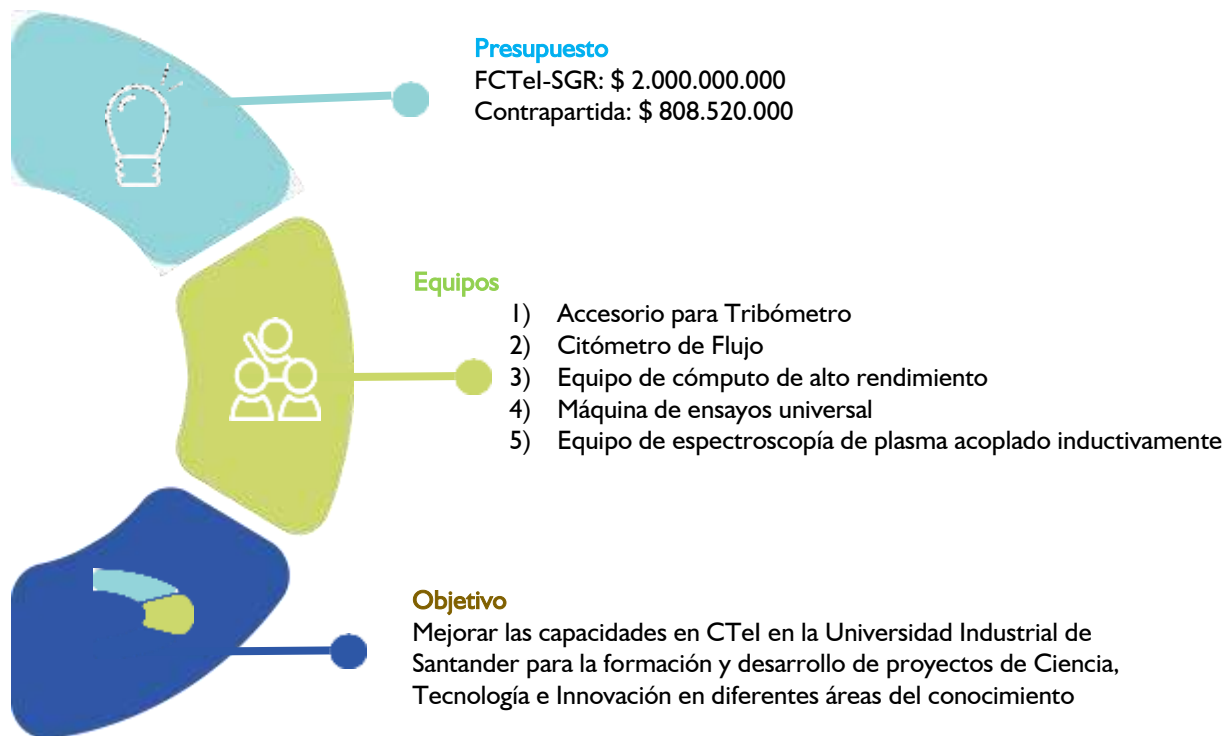 Presupuesto
FCTeI-SGR: $ 2.000.000.000
Contrapartida: $ 808.520.000
Equipos
1) Accesorio para Tribómetro
2) Citómetro de Flujo
3) Equipo de cómputo de alto rendimiento
4) Máquina de ensayos universal
5) Equipo de espectroscopía de plasma acoplado inductivamente
Objetivo
Mejorar las capacidades en CTeI en la Universidad Industrial de
Santander para la formación y desarrollo de proyectos de Ciencia,
Tecnología e Innovación en diferentes áreas del conocimiento